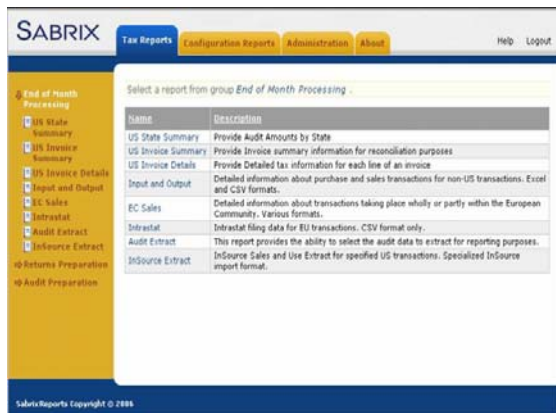 SABRIX
Tax Reports
Configuration Reports
Administration
About
Help
Logout
End of Month
Processing
US State
Summary
US Invoice
Summary
US Invoice Details
Input and Output
EC Sales
Intrastat
Audit Extract
InSource Extract
Returns Preparation
Audit Preparation
Select a report from group End of Month Processing .
Name Description
US State Summary Provide Audit Amounts by State
US Invoice Summary Provide Invoice summary information for reconciliation purposes
US Invoice Details Provide Detailed tax information for each line of an invoice
Input and Output Detailed information about purchase and sales transactions for non-US transactions. Excel
and CSV formats.
EC Sales Detailed information about transactions taking place wholly or partly within the European
Community. Various formats.
Intrastat Intrastat filing data for EU transactions. CSV format only.
Audit Extract This report provides the ability to select the audit data to extract for reporting purposes.
InSource Extract InSource Sales and Use Extract for specified US transactions. Specialized InSource
import format.
SabrixReports Copyright © 2006